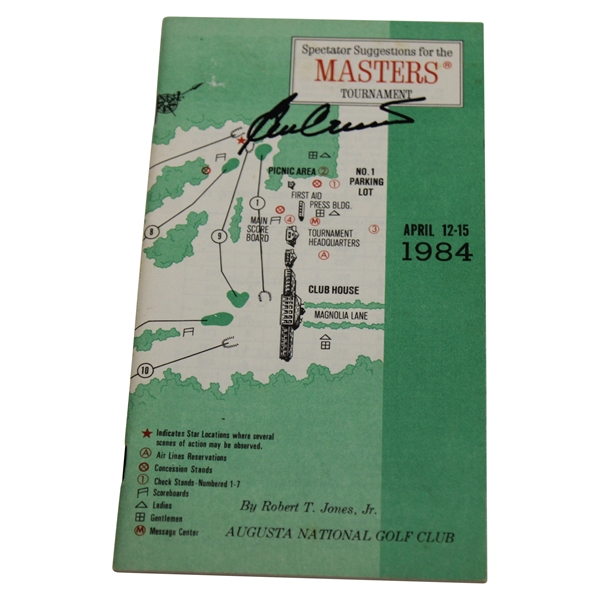 Spectator Suggestions for the
MASTERS®
TOURNAMENT
PICNIC AREA 2
NO. 1
PARKING
LOT
1
FIRST AID
PRESS BLDG.
1
MAIN
SCORE
BOARD
4
M
TOURNAMENT
HEADQUARTERS
3
A
8
9
APRIL 12-15
1984
CLUB HOUSE
MAGNOLIA LANE
10
★ Indicates Star Locations where several
scenes of action may be observed.
A Air Lines Reservations
Concession Stands
1 Check Stands-Numbered 1-7
Scoreboards
Ladies
Gentlemen
M Message Center
By Robert T. Jones, Jr.
AUGUSTA NATIONAL GOLF CLUB